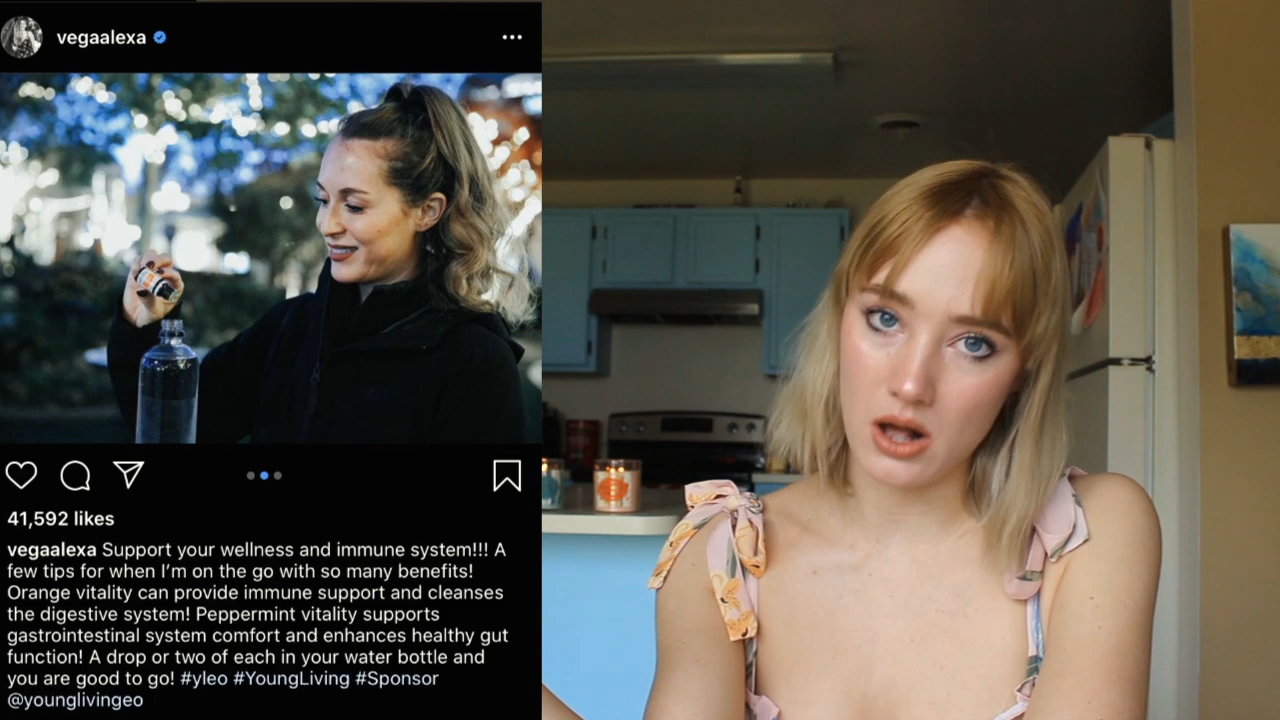 vegaalexa
41,592 likes
vegaalexa Support your wellness and immune system!!! A
few tips for when I'm on the go with so many benefits!
Orange vitality can provide immune support and cleanses
the digestive system! Peppermint vitality supports
gastrointestinal system comfort and enhances healthy gut
function! A drop or two of each in your water bottle and
you are good to go! #yleo #YoungLiving #Sponsor
@younglivingeo